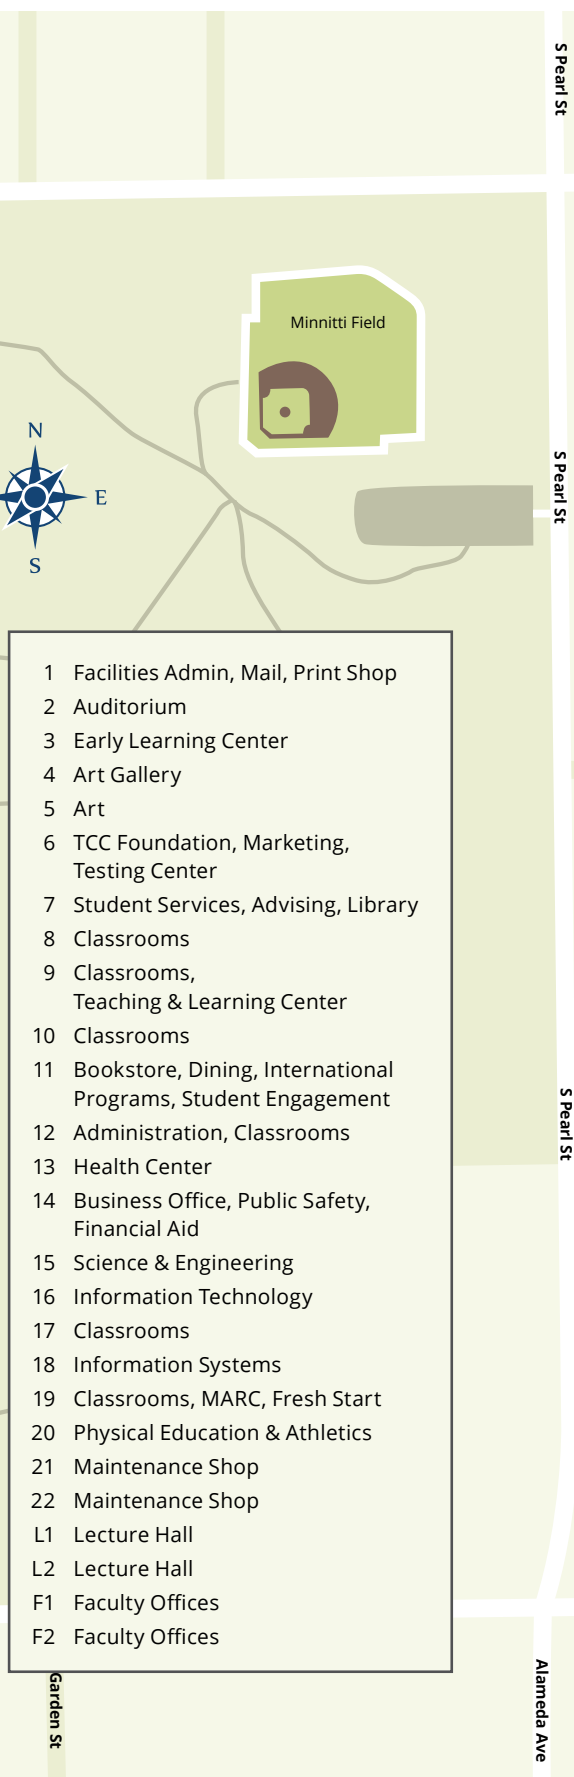 S Pearl St
Minnitti Field
N
E
S
S Pearl St
1 Facilities Admin, Mail, Print Shop
2 Auditorium
3 Early Learning Center
4 Art Gallery
5 Art
6 TCC Foundation, Marketing,
Testing Center
7 Student Services, Advising, Library
8 Classrooms
9 Classrooms,
Teaching & Learning Center
10 Classrooms
11 Bookstore, Dining, International
Programs, Student Engagement
12 Administration, Classrooms
13 Health Center
14 Business Office, Public Safety,
Financial Aid
15 Science & Engineering
16 Information Technology
17 Classrooms
18 Information Systems
19 Classrooms, MARC, Fresh Start
20 Physical Education & Athletics
21 Maintenance Shop
22 Maintenance Shop
L1 Lecture Hall
L2 Lecture Hall
F1 Faculty Offices
F2 Faculty Offices
S Pearl St
Garden St
Alameda Ave